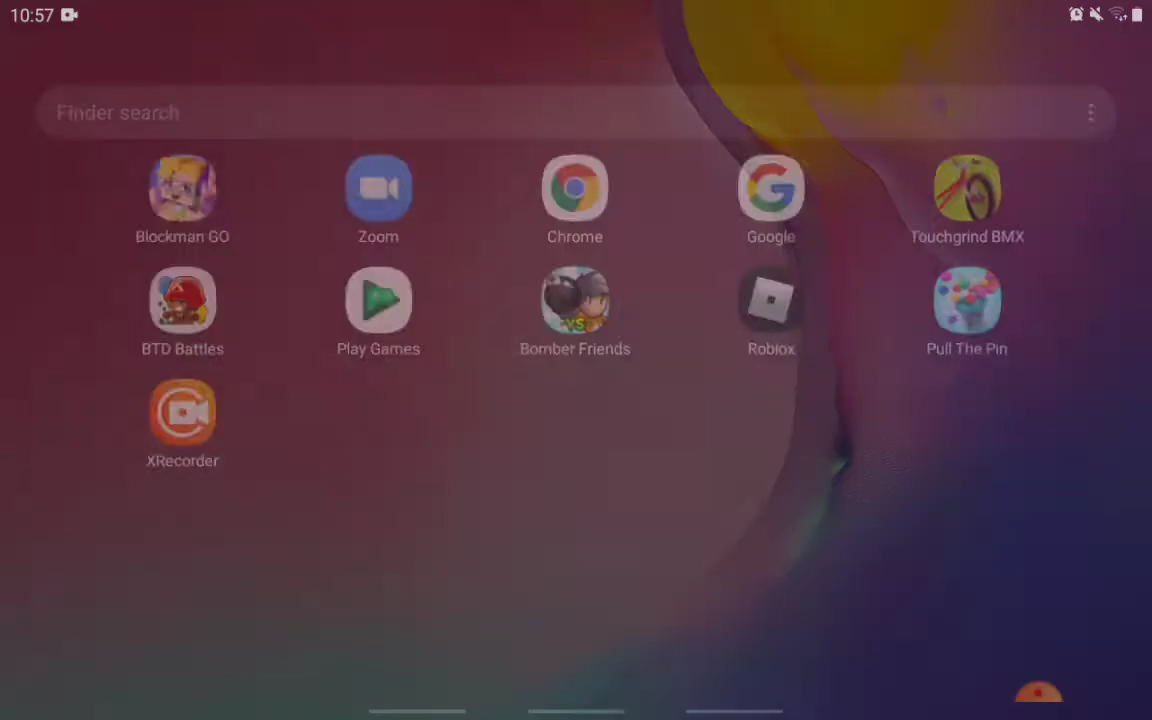 10:57
Finder search
Blockman GO
Zoom
Chrome
Google
Touchgrind BMX
BTD Battles
Play Games
VS
Bomber Friends
Roblox
Pull The Pin
XRecorder